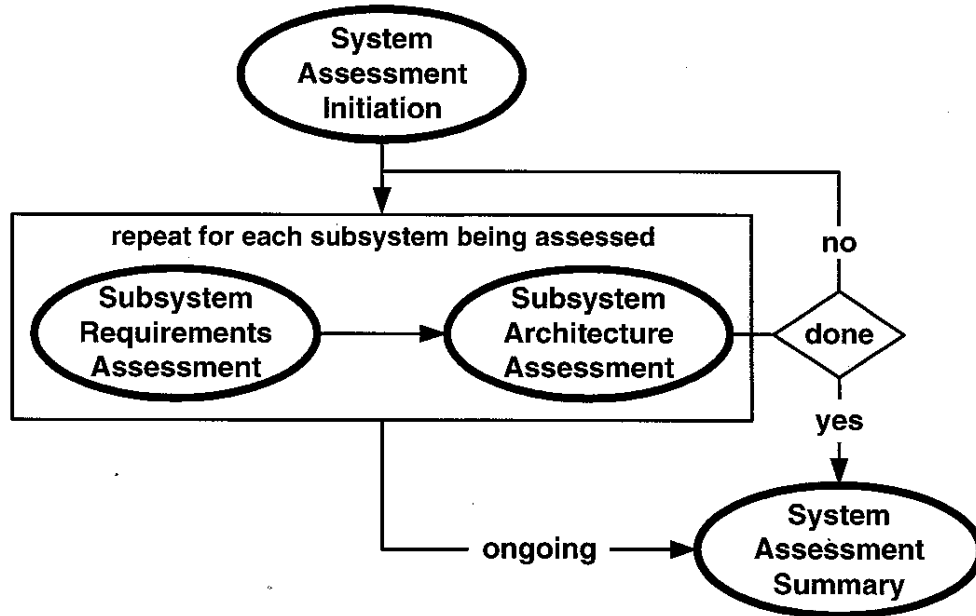 System
Assessment
Initiation
repeat for each subsystem being assessed
no
Subsystem
Requirements
Assessment
Subsystem
Architecture
Assessment
done
yes
ongoing
System
Assessment
Summary